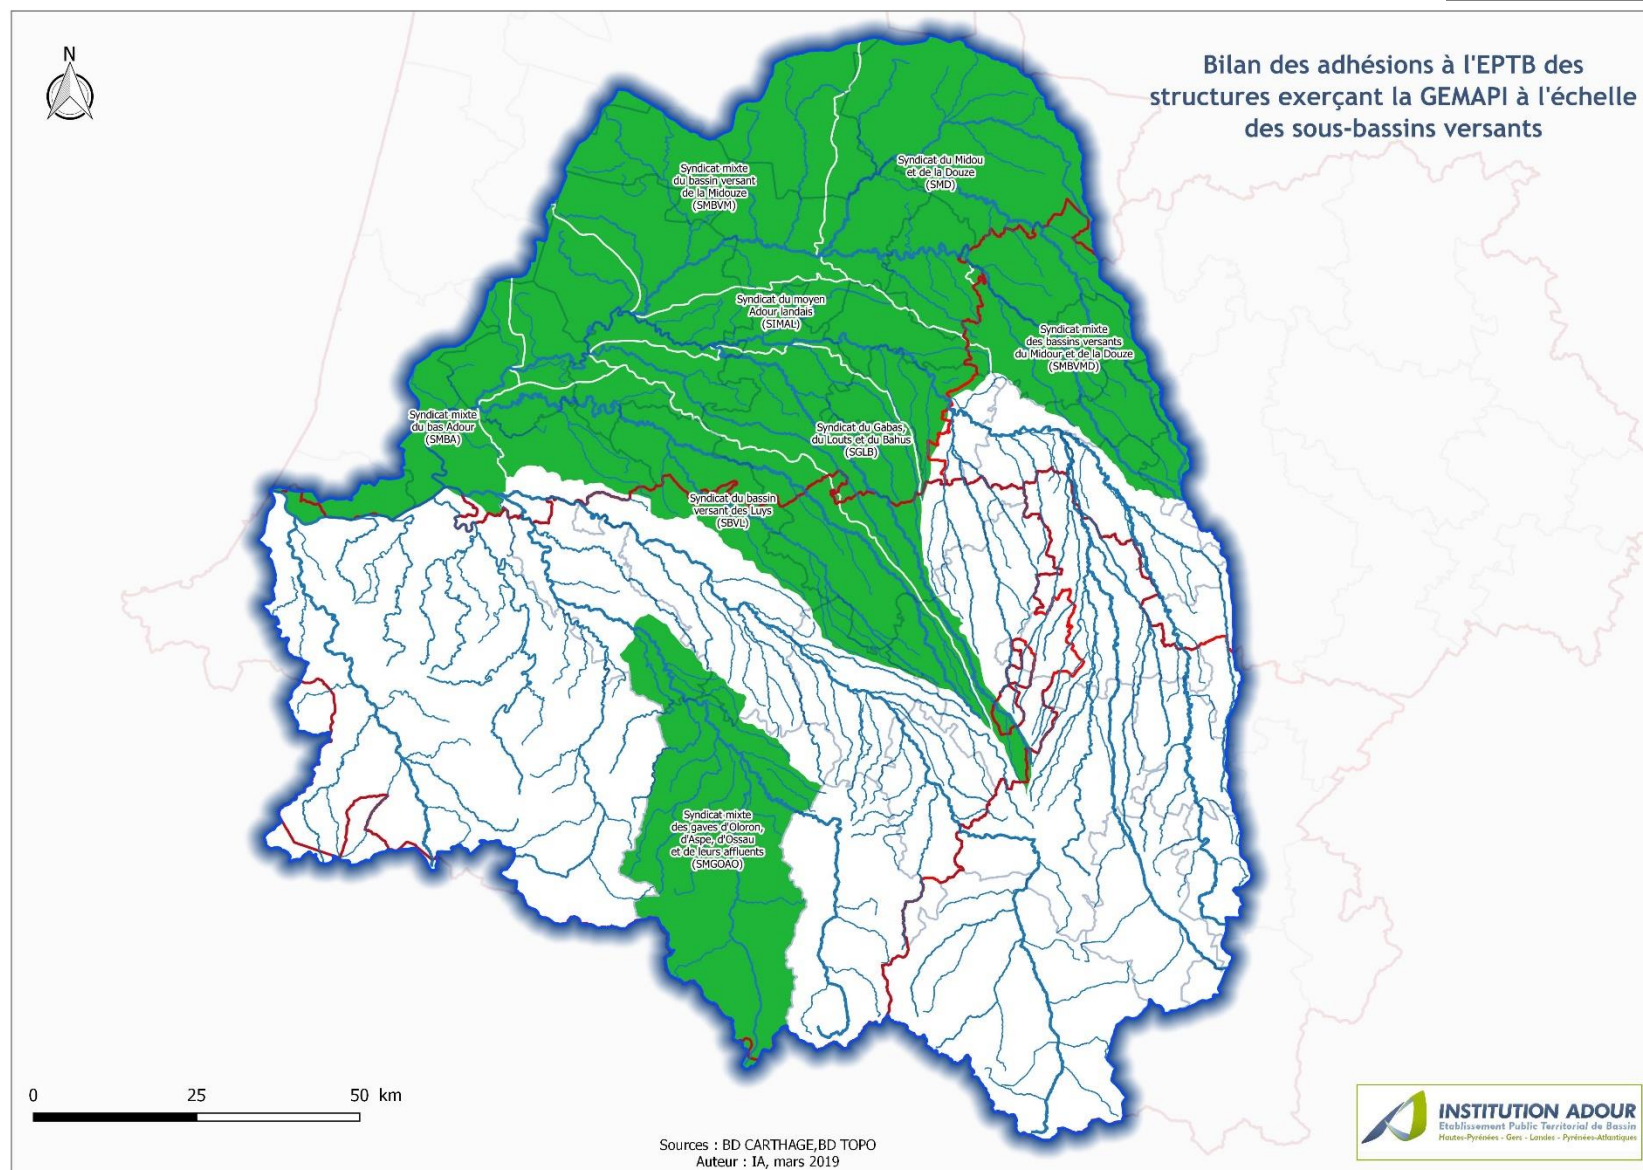 N
Bilan des adhésions à l'EPTB des
structures exerçant la GEMAPI à l'échelle
des sous-bassins versants
Syndicat du Midou
et de la Douze
(SMD)
Syndicat mixte
du bassin versant
de la Midouze
(SMBVM)
Syndicat du moyen
Adour landais
(SIMAL)
Syndicat mixte
des bassins versants
du Midour et de la Douze
(SMBVMD)
Syndicat mixte
du bas Adour
(SMBA)
Syndicat du Gabas,
du Louts et du Bahus
(SGLB)
Syndicat du bassin
versant des Luys
(SBVL)
Syndicat mixte
des gaves d'Oloron,
d'Aspe, d'Ossau
et de leurs affluents
(SMGOAO)
0 25 50 km
Sources : BD CARTHAGE,BD TOPO
Auteur : IA, mars 2019
INSTITUTION ADOUR
Etablissement Public Territorial de Bassin
Hautes-Pyrénées - Gers - Landes - Pyrénées-Atlantiques